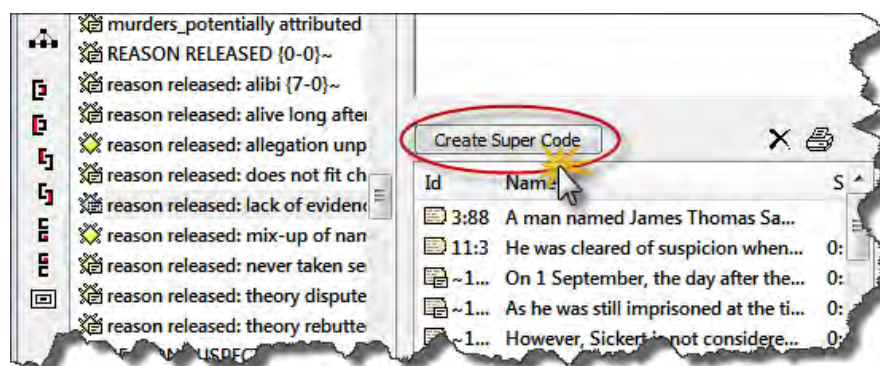 murders_potentially attributed
REASON RELEASED {0-0}~
reason released: alibi {7-0}~
reason released: alive long after
reason released: allegation unp
reason released: does not fit ch
reason released: lack of evidenc
reason released: mix-up of nam
reason released: never taken se
reason released: theory dispute
reason released: theory rebutte
Create Super Code
Id Name S
3:88 A man named James Thomas Sa...
11:3 He was cleared of suspicion when... 0:
~1... On 1 September, the day after the... 0:
~1... As he was still imprisoned at the ti... 0:
~1... However, Sickert is not considere... 0: